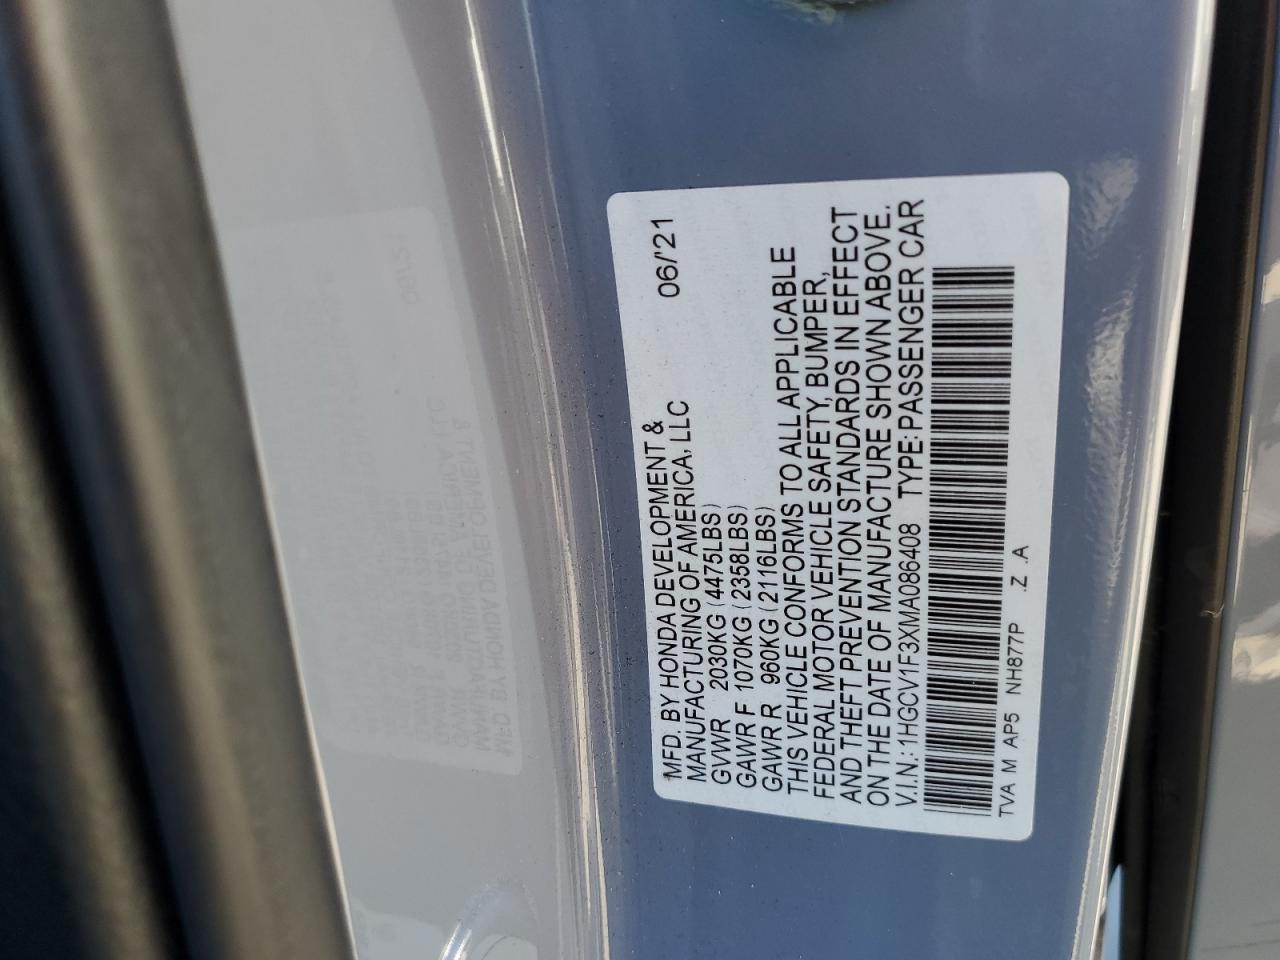 MFD. BY HONDA DEVELOPMENT &
MANUFACTURING OF AMERICA, LLC 06/'21
GVWR 2030KG (4475LBS)
GAWR F 1070KG (2358LBS)
GAWR R 960KG (2116LBS)
THIS VEHICLE CONFORMS TO ALL APPLICABLE
FEDERAL MOTOR VEHICLE SAFETY, BUMPER,
AND THEFT PREVENTION STANDARDS IN EFFECT
ON THE DATE OF MANUFACTURE SHOWN ABOVE.
V.I.N.: 1HGCV1F3XMA086408 TYPE: PASSENGER CAR
TVA M AP5 NH877P .Z .A